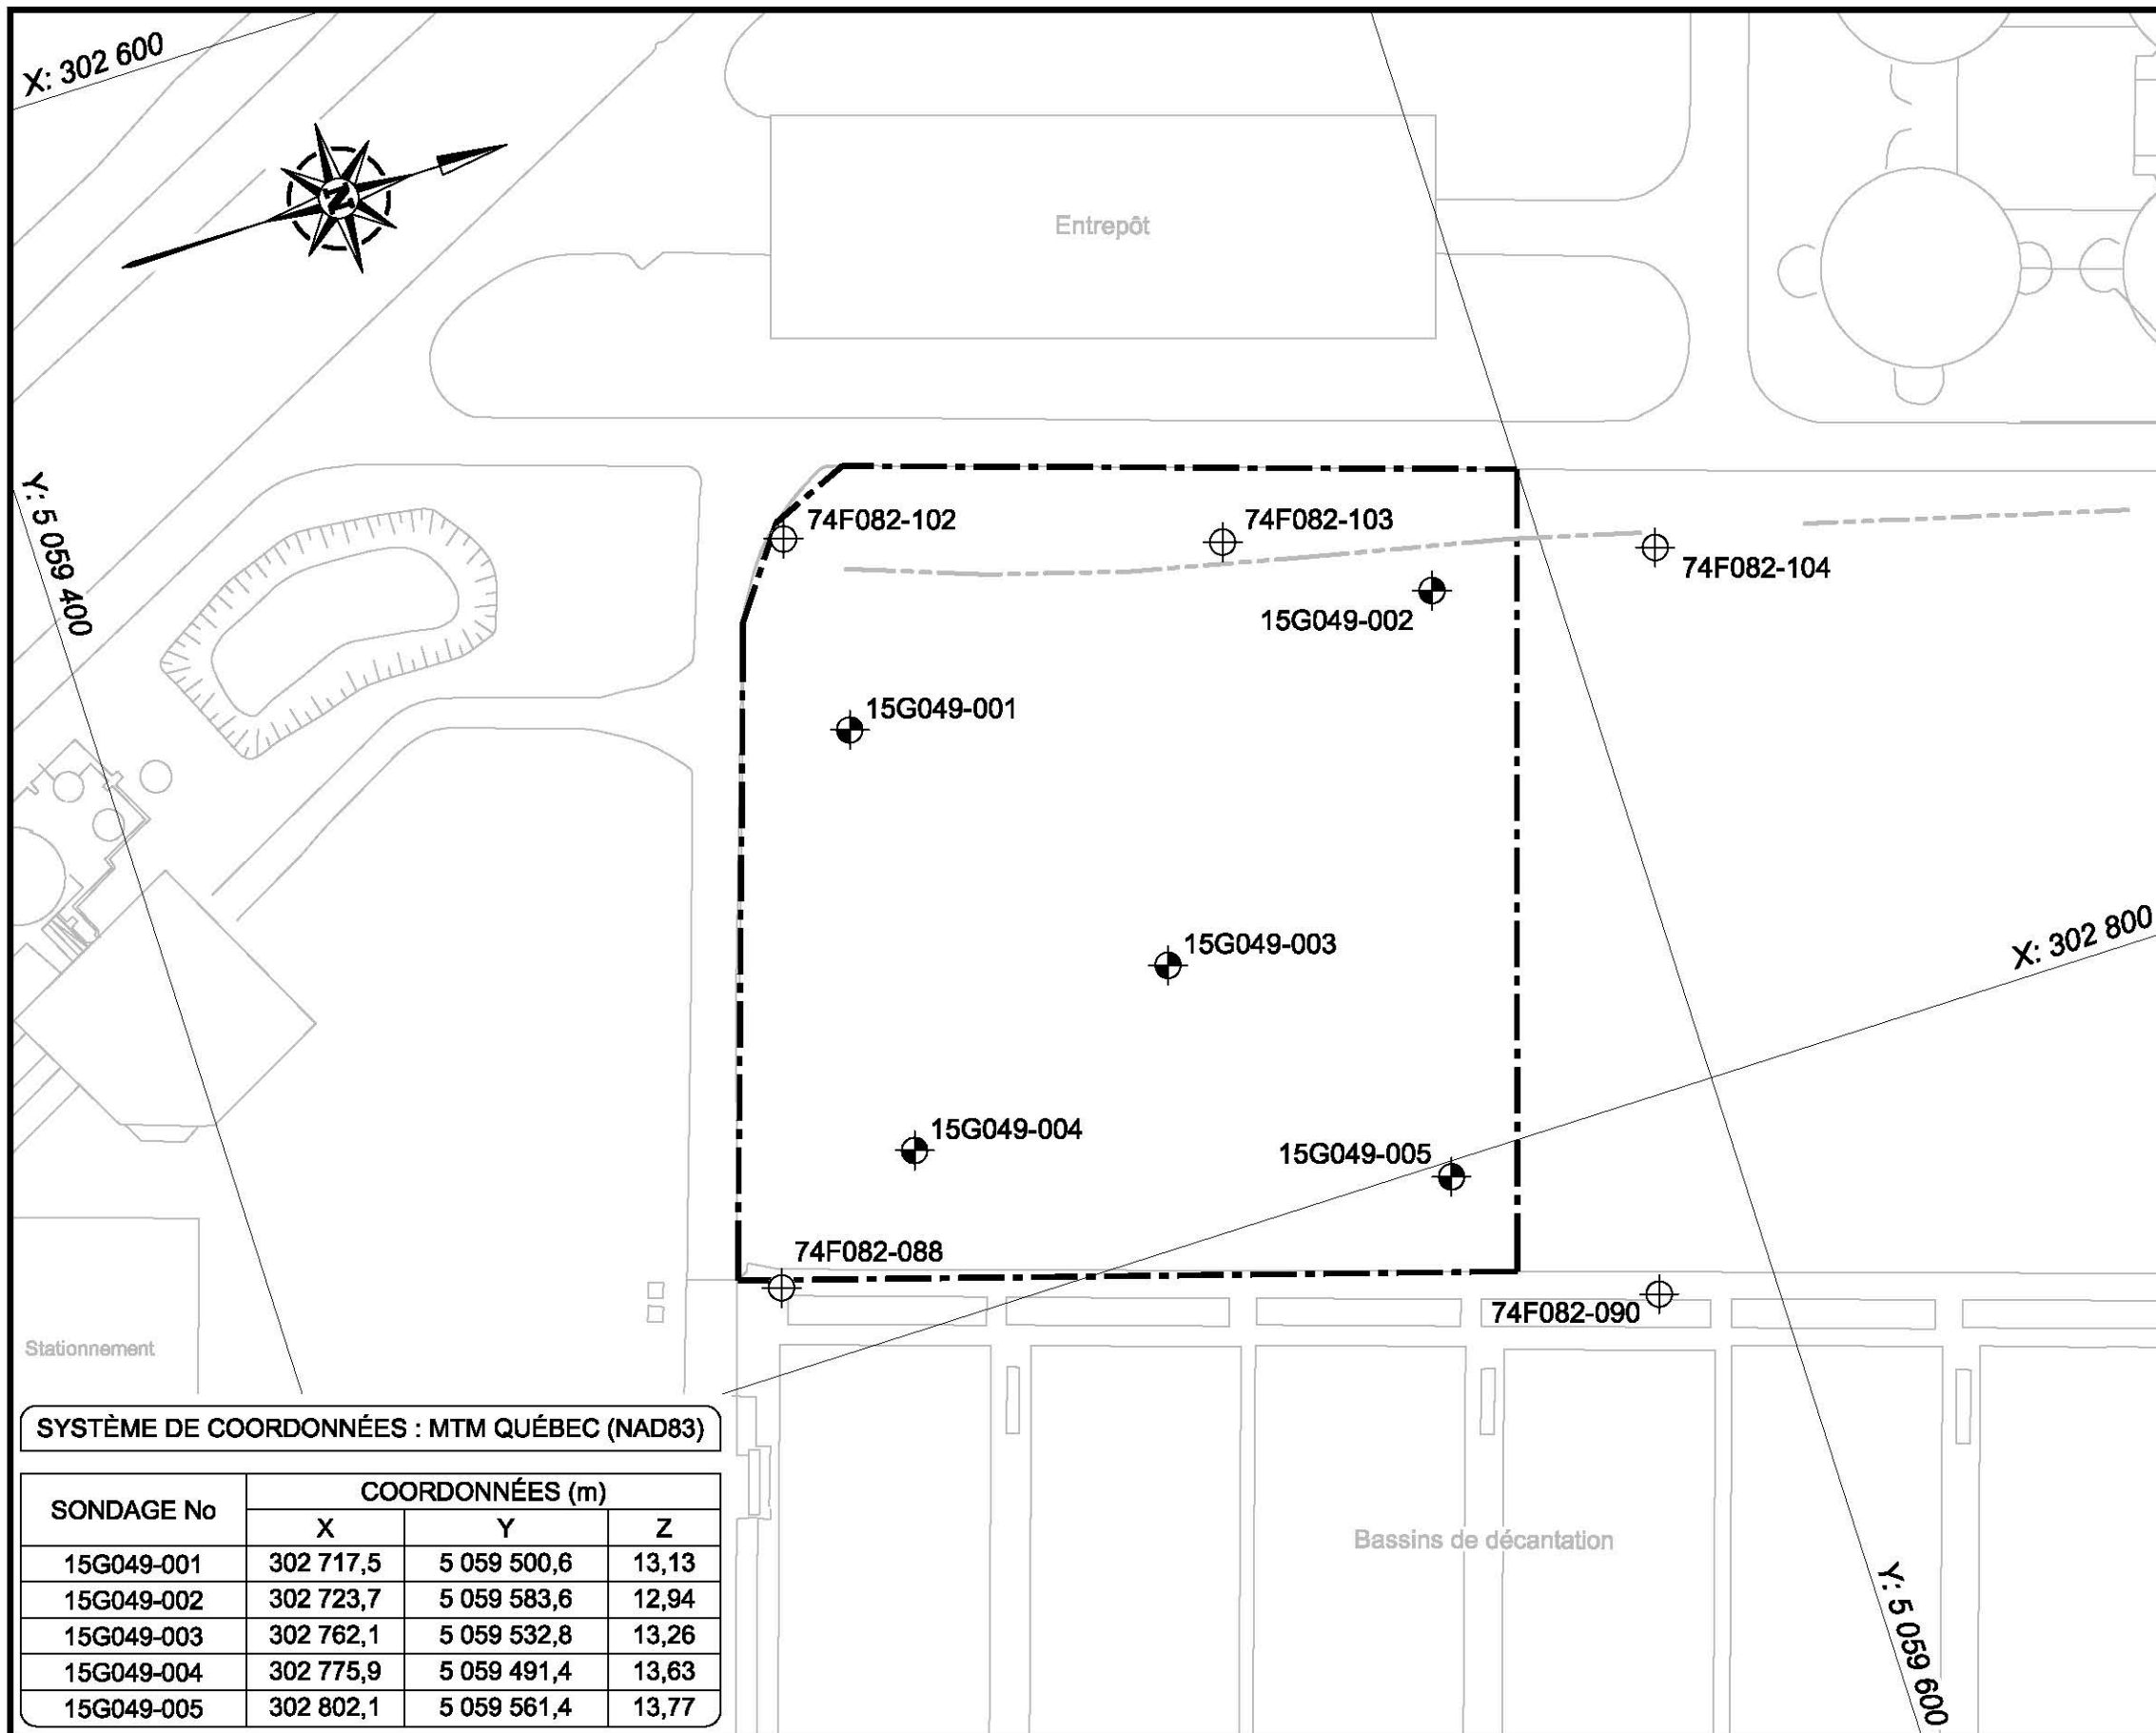 X: 302 600
N
Entrepôt
Y: 5 059 400
74F082-102
74F082-103
74F082-104
15G049-002
15G049-001
15G049-003
X: 302 800
15G049-004
15G049-005
74F082-088
74F082-090
Stationnement
SYSTÈME DE COORDONNÉES : MTM QUÉBEC (NAD83)
SONDAGE No COORDONNÉES (m)
X Y Z
15G049-001 302 717,5 5 059 500,6 13,13
15G049-002 302 723,7 5 059 583,6 12,94
15G049-003 302 762,1 5 059 532,8 13,26
15G049-004 302 775,9 5 059 491,4 13,63
15G049-005 302 802,1 5 059 561,4 13,77
Bassins de décantation
Y: 5 059 600